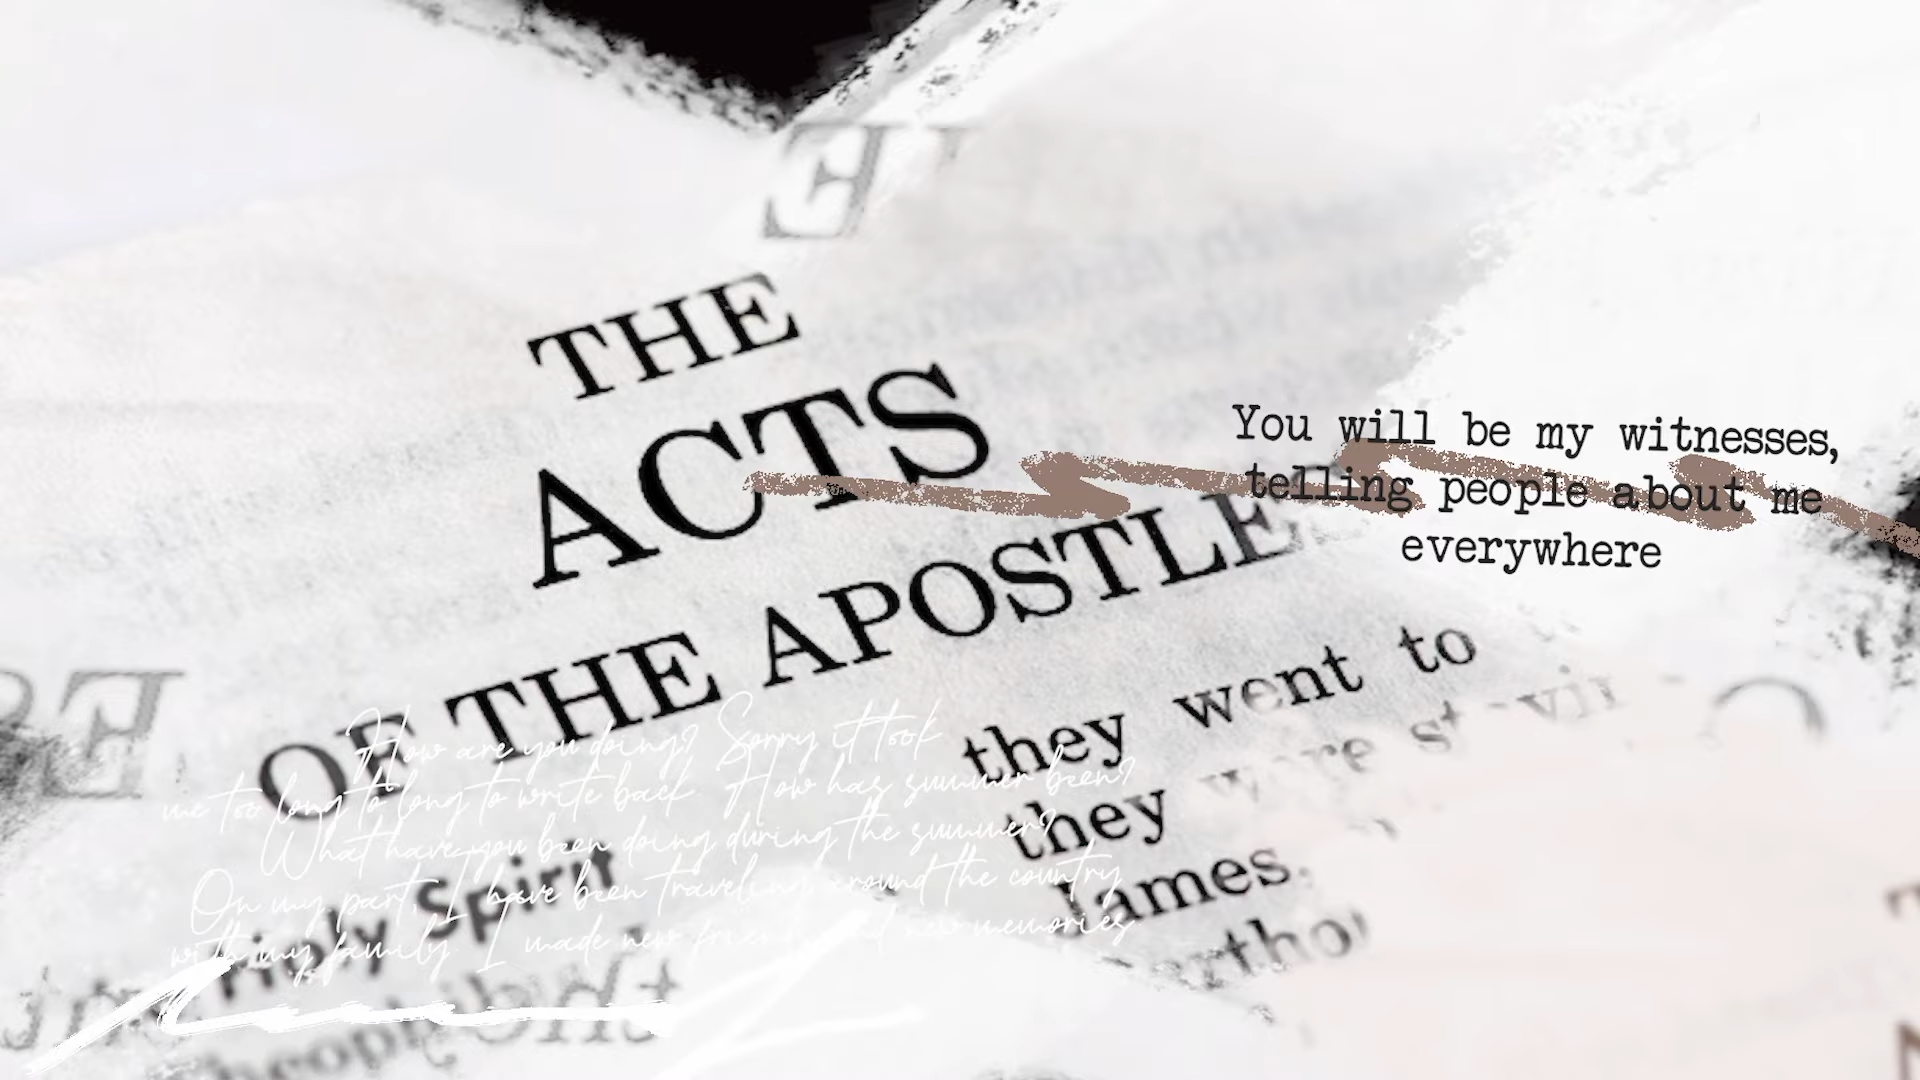 THE
ACTS
OF THE APOSTLE
You will be my witnesses,
telling people about me
everywhere
they went to
they were
they
James.
Holy Spirit
How are you doing? Sorry it took
me too long to long to write back. How has summer been?
What have you been doing during the summer?
On my part, I have been traveling around the country
with my family. I made new memories